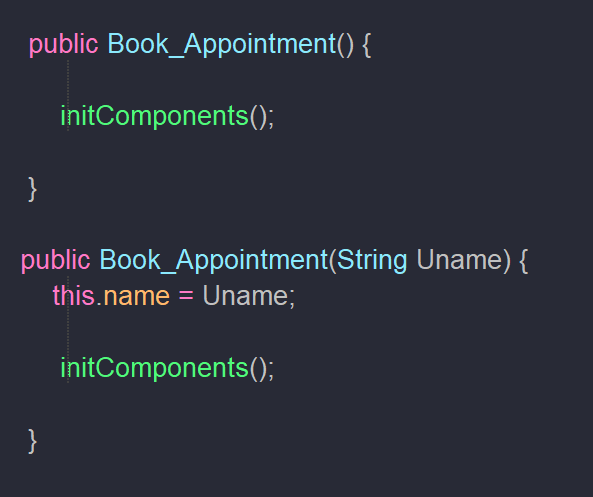 public Book_Appointment() {
initComponents();
}
public Book_Appointment(String Uname) {
this.name = Uname;
initComponents();
}